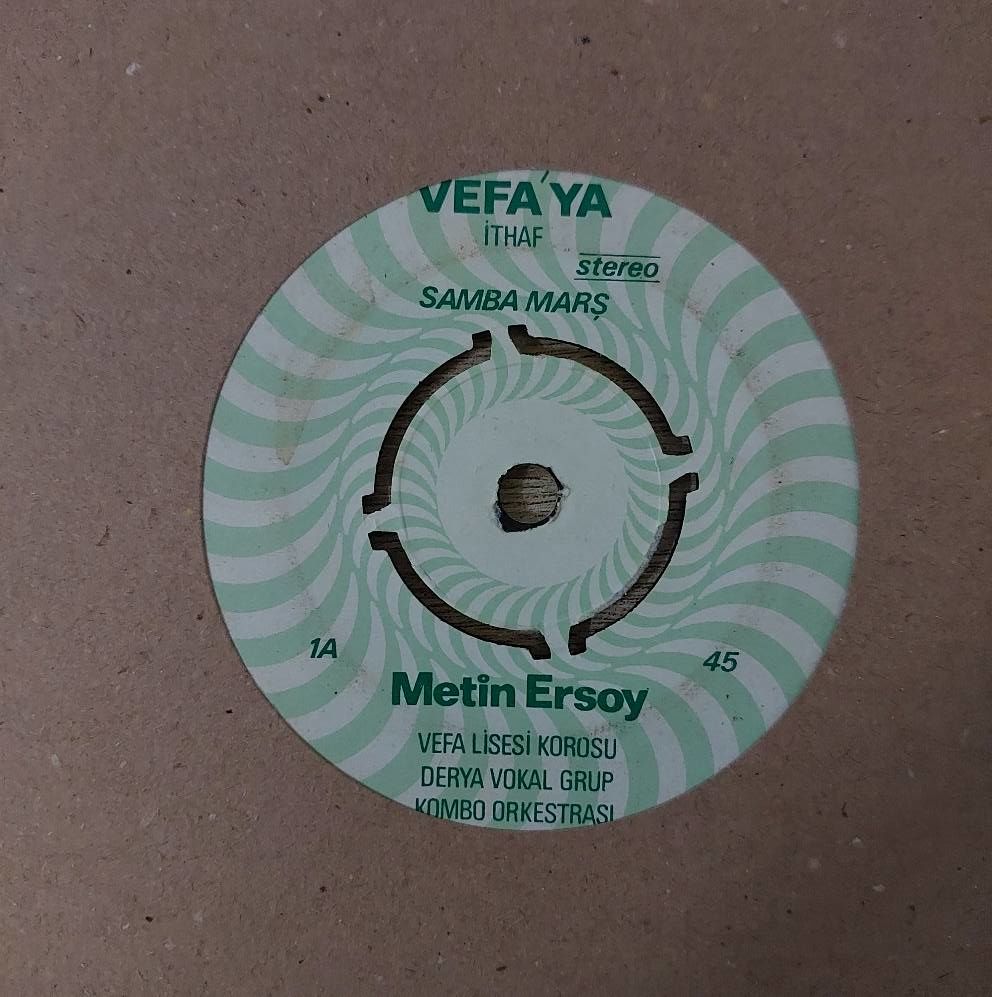 VEFA'YA
İTHAF
stereo
SAMBA MARŞ
1A
45
Metin Ersoy
VEFA LİSESİ KOROSU
DERYA VOKAL GRUP
KOMBO ORKESTRASI